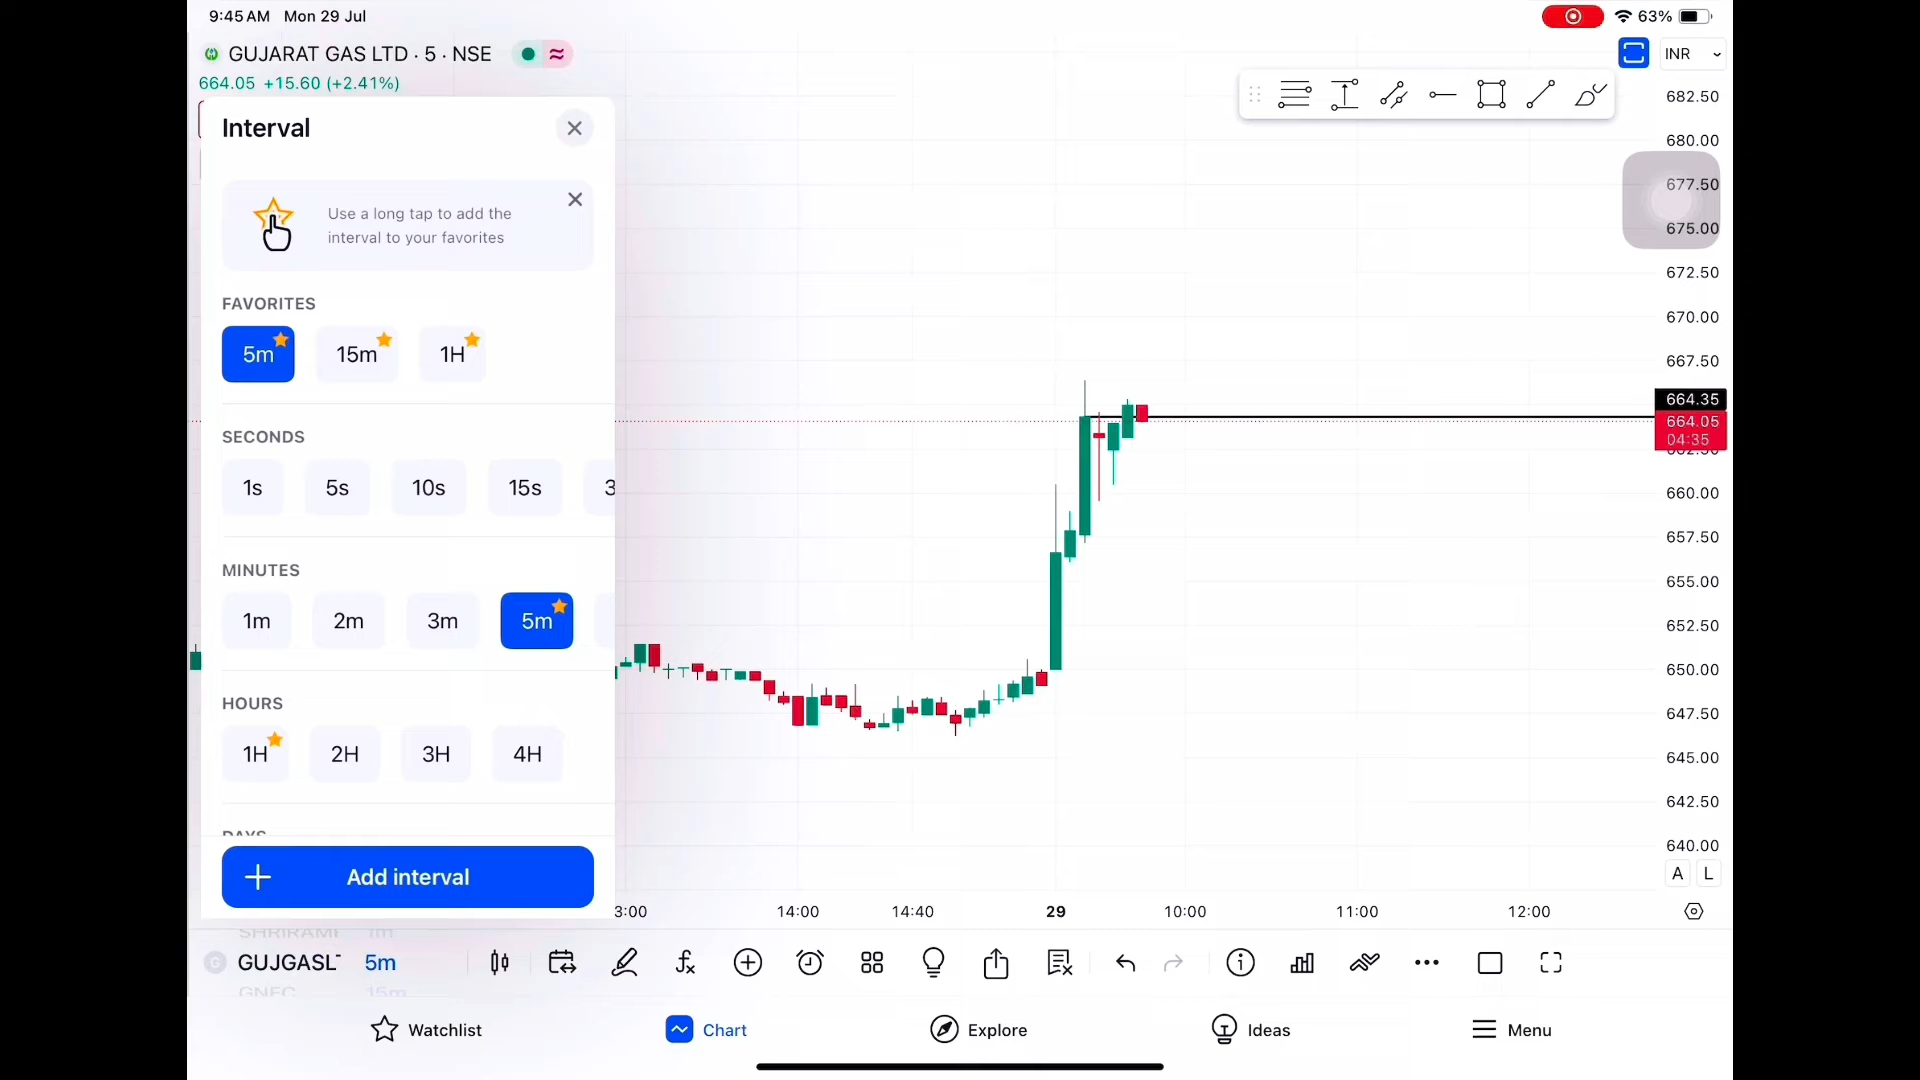 9:45 AM Mon 29 Jul
63%
GUJARAT GAS LTD · 5 · NSE
INR
664.05 +15.60 (+2.41%)
Interval
Use a long tap to add the
interval to your favorites
FAVORITES
5m
15m
1H
SECONDS
1s
5s
10s
15s
MINUTES
1m
2m
3m
5m
HOURS
1H
2H
3H
4H
DAYS
Add interval
682.50
680.00
677.50
675.00
672.50
670.00
667.50
664.35
664.05
04:35
662.50
660.00
657.50
655.00
652.50
650.00
647.50
645.00
642.50
640.00
A
L
3:00
14:00
14:40
29
10:00
11:00
12:00
SHRIRAM
1m
GUJGASL
5m
GNFC
15m
Watchlist
Chart
Explore
Ideas
Menu